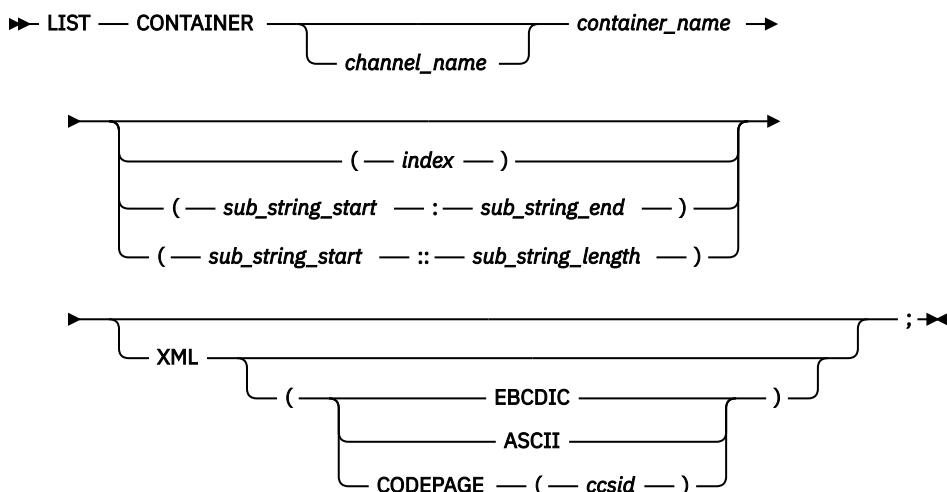 LIST CONTAINER container_name
channel_name
( index )
( sub_string_start : sub_string_end )
( sub_string_start :: sub_string_length )
;
XML
( EBCDIC )
ASCII
CODEPAGE ( ccsid )